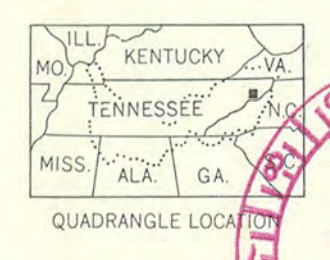 ILL.
KENTUCKY
MO.
VA.
TENNESSEE
N.C.
MISS.
ALA.
GA.
S.C.
QUADRANGLE LOCATION